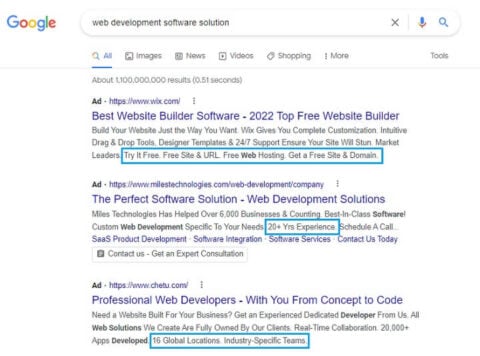 Google
web development software solution
All Images News Videos Shopping More Tools
About 1,100,000,000 results (0.51 seconds)
Ad · https://www.wix.com/
Best Website Builder Software - 2022 Top Free Website Builder
Build Your Website Just the Way You Want. Wix Gives You Complete Customization. Intuitive
Drag & Drop Tools, Designer Templates & 24/7 Support Ensure Your Site Will Stun. Market
Leaders. Try It Free. Free Site & URL. Free Web Hosting. Get a Free Site & Domain.
Ad · https://www.milestechnologies.com/web-development/company
The Perfect Software Solution - Web Development Solutions
Miles Technologies Has Helped Over 6,000 Businesses & Counting. Best-In-Class Software!
Custom Web Development Specific To Your Needs. 20+ Yrs Experience. Schedule A Call..
SaaS Product Development · Software Integration · Software Services · Contact Us Today
Contact us - Get an Expert Consultation
Ad · https://www.chetu.com/
Professional Web Developers - With You From Concept to Code
Need a Website Built For Your Business? Get an Experienced Dedicated Developer From Us. All
Web Solutions We Create Are Fully Owned By Our Clients. Real-Time Collaboration. 20,000+
Apps Developed. 16 Global Locations. Industry-Specific Teams.